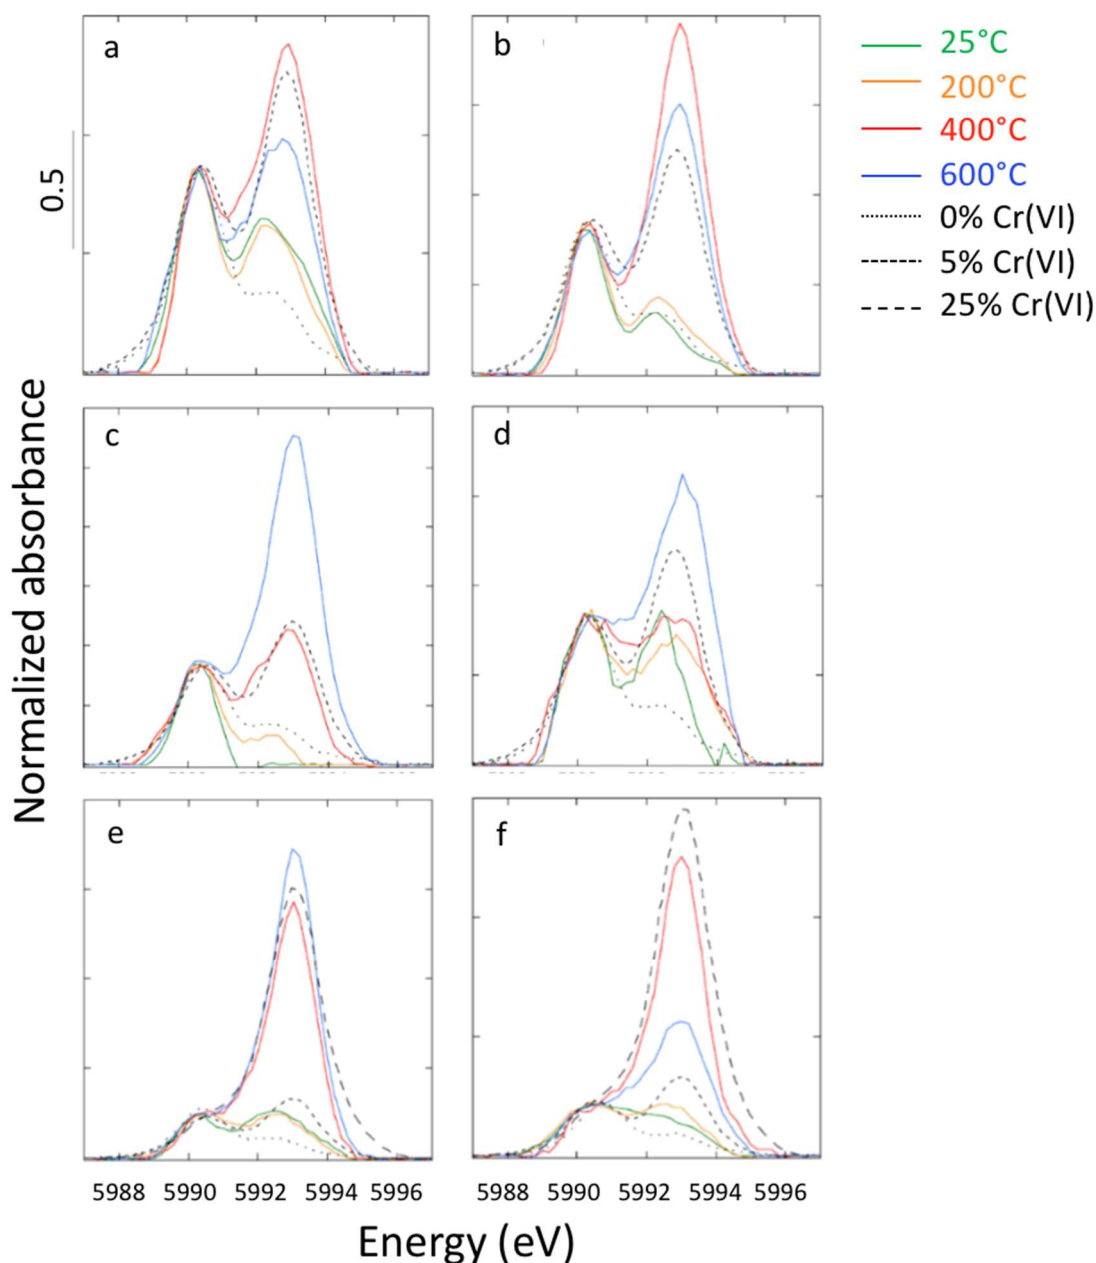 a
b
25°C
200°C
400°C
600°C
0% Cr(VI)
5% Cr(VI)
25% Cr(VI)
0.5
c
d
Normalized absorbance
e
f
5988 5990 5992 5994 5996
5988 5990 5992 5994 5996
Energy (eV)